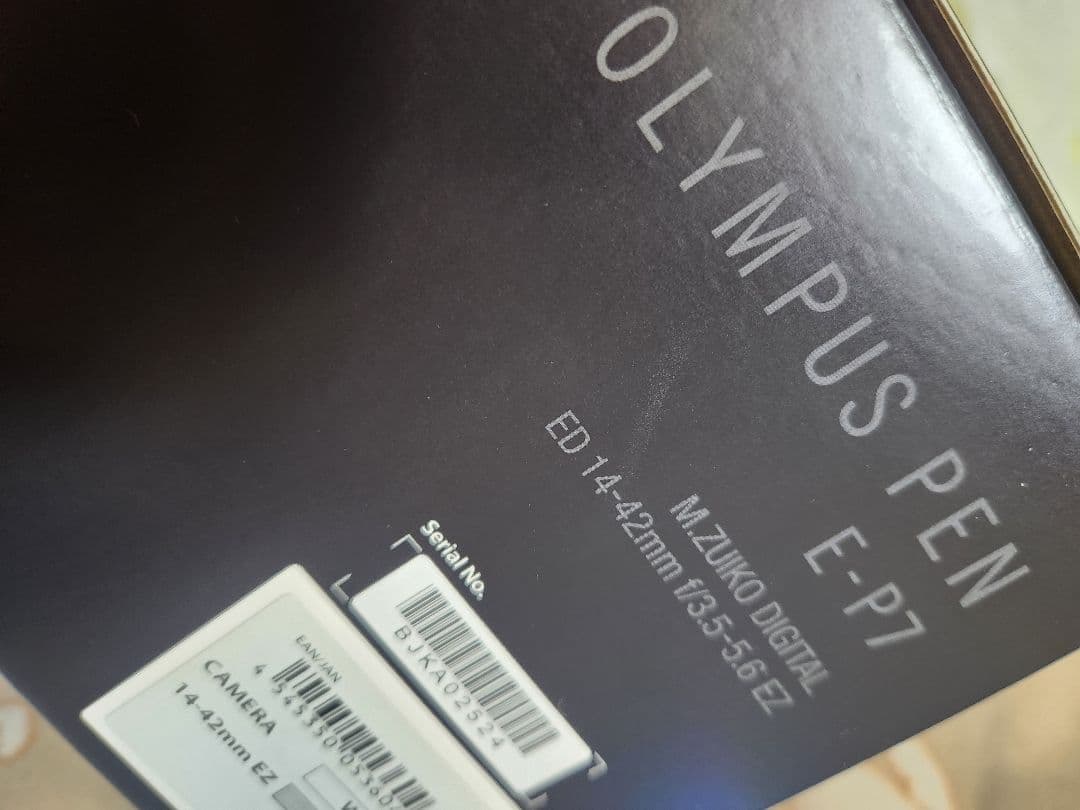 OLYMPUS PEN
E-P7
M.ZUIKO DIGITAL
ED 14-42mm f/3.5-5.6 EZ
Serial No.
BJKA02524
EAN/JAN
CAMERA
14-42mm EZ